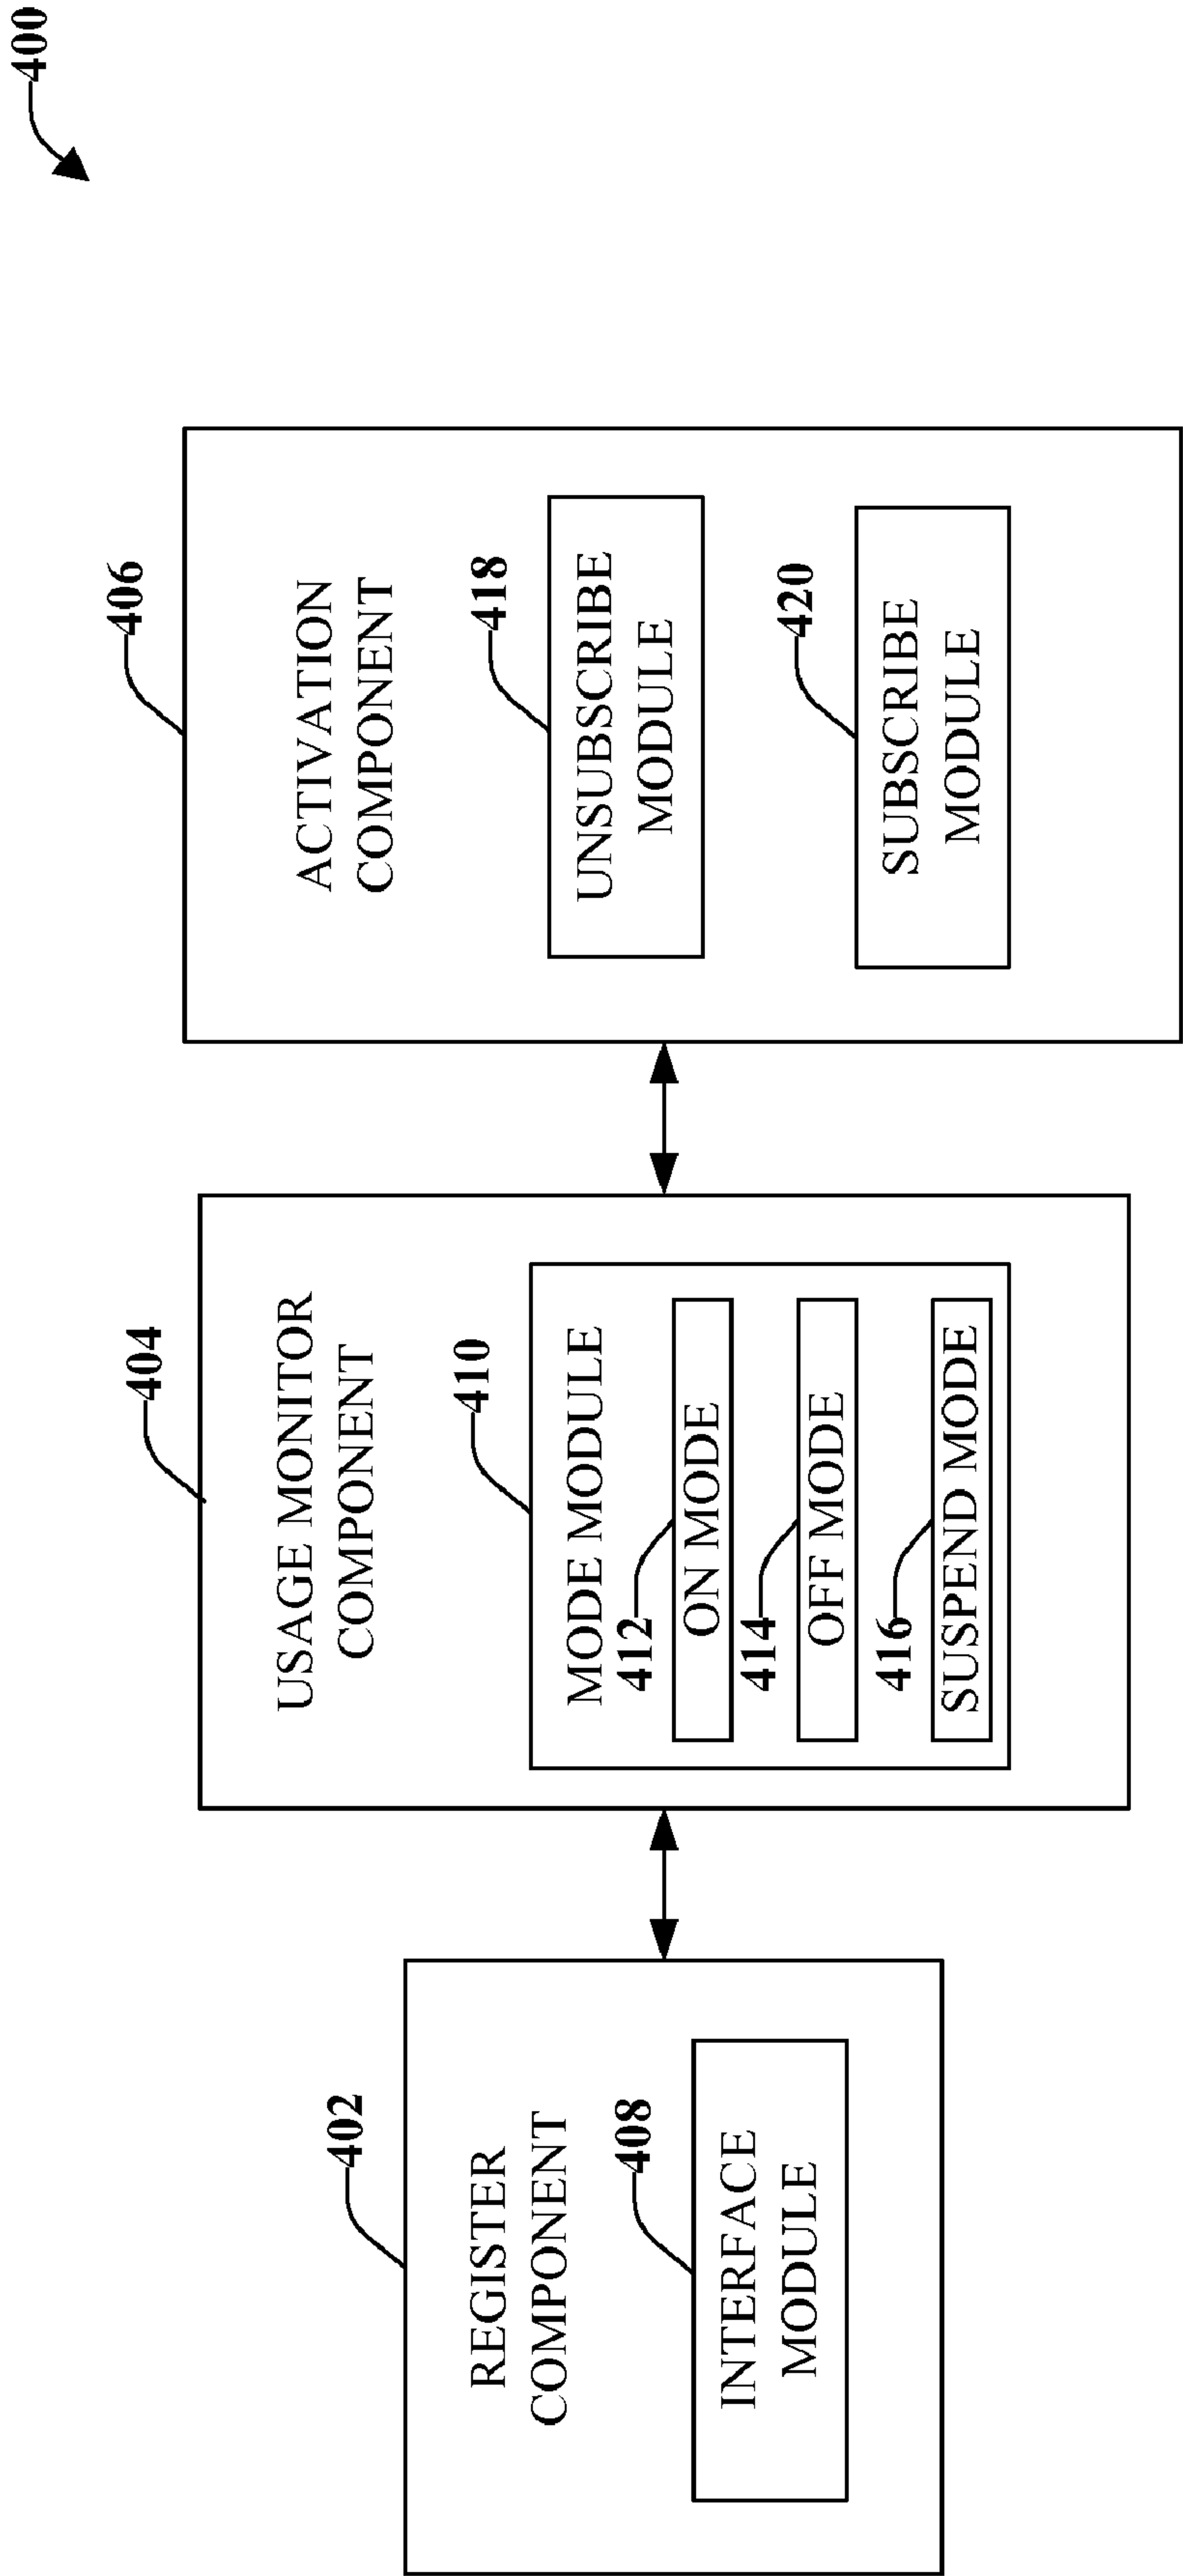 400
402
REGISTER
COMPONENT
408
INTERFACE
MODULE
404
USAGE MONITOR
COMPONENT
410
MODE MODULE
412
ON MODE
414
OFF MODE
416
SUSPEND MODE
406
ACTIVATION
COMPONENT
418
UNSUBSCRIBE
MODULE
420
SUBSCRIBE
MODULE